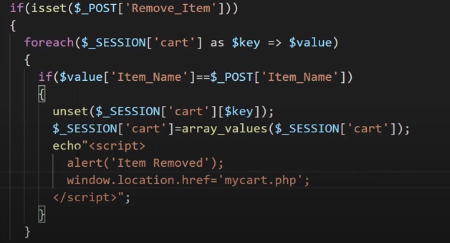 if(isset($_POST['Remove_Item']))
{
foreach($_SESSION['cart'] as $key => $value)
{
if($value['Item_Name']==$_POST['Item_Name'])
{
unset($_SESSION['cart'][$key]);
$_SESSION['cart']=array_values($_SESSION['cart']);
echo"<script>
alert('Item Removed');
window.location.href='mycart.php';
</script>";
}
}